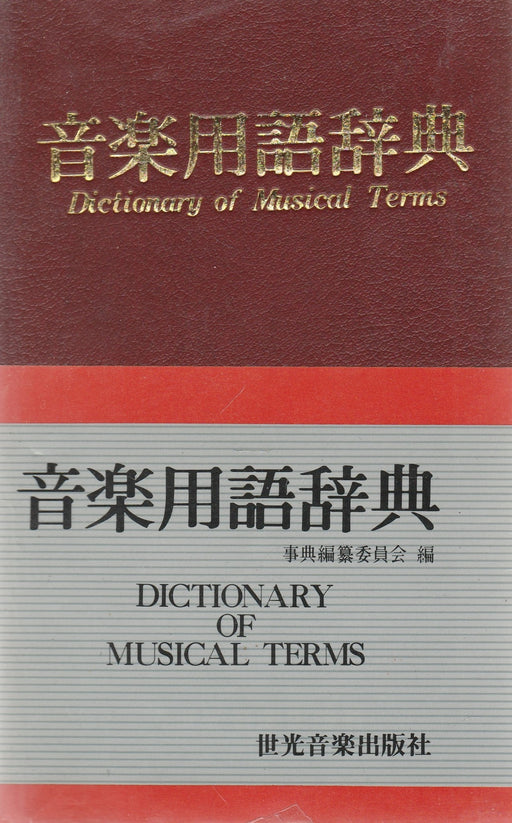 音楽用語辞典
Dictionary of Musical Terms
音楽用語辞典
事典編纂委員会 編
DICTIONARY
OF
MUSICAL TERMS
世光音楽出版社